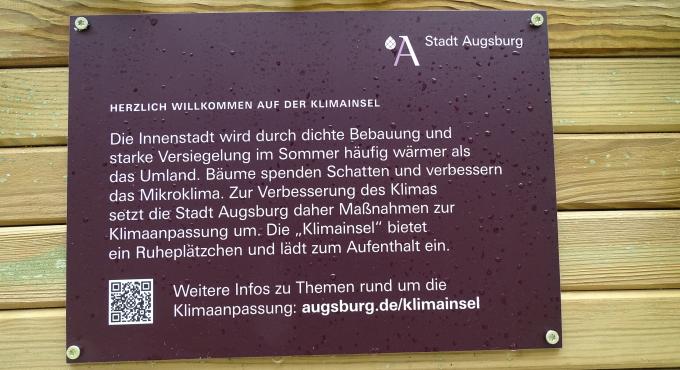 Stadt Augsburg
HERZLICH WILLKOMMEN AUF DER KLIMAINSEL
Die Innenstadt wird durch dichte Bebauung und
starke Versiegelung im Sommer häufig wärmer als
das Umland. Bäume spenden Schatten und verbessern
das Mikroklima. Zur Verbesserung des Klimas
setzt die Stadt Augsburg daher Maßnahmen zur
Klimaanpassung um. Die „Klimainsel" bietet
ein Ruheplätzchen und lädt zum Aufenthalt ein.
Weitere Infos zu Themen rund um die
Klimaanpassung: augsburg.de/klimainsel